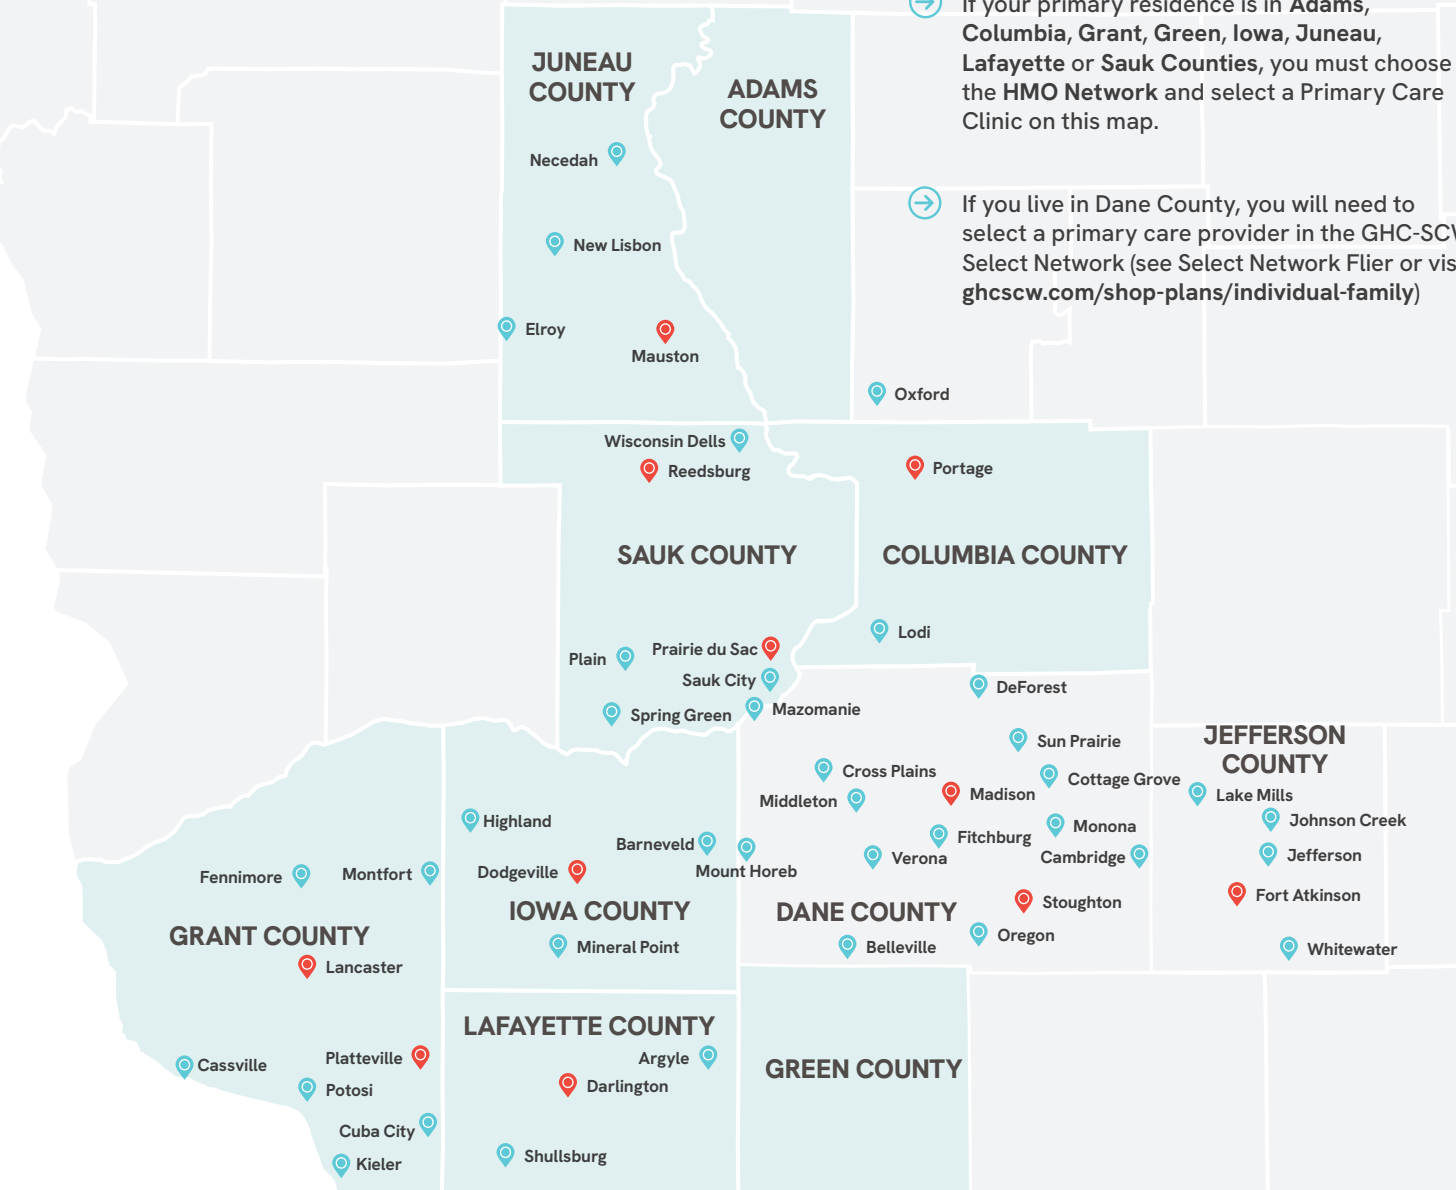 If your primary residence is in Adams,
Columbia, Grant, Green, Iowa, Juneau,
Lafayette or Sauk Counties, you must choose
the HMO Network and select a Primary Care
Clinic on this map.
If you live in Dane County, you will need to
select a primary care provider in the GHC-SCW
Select Network (see Select Network Flier or vis
ghcscw.com/shop-plans/individual-family)
JUNEAU
COUNTY
ADAMS
COUNTY
Necedah
New Lisbon
Elroy
Mauston
Oxford
Wisconsin Dells
Reedsburg
Portage
SAUK COUNTY
COLUMBIA COUNTY
Lodi
Plain
Prairie du Sac
Sauk City
Spring Green
Mazomanie
DeForest
Sun Prairie
JEFFERSON
COUNTY
Cross Plains
Cottage Grove
Middleton
Madison
Lake Mills
Johnson Creek
Highland
Barneveld
Monona
Fitchburg
Verona
Cambridge
Jefferson
Mount Horeb
Fennimore
Montfort
Dodgeville
Fort Atkinson
Stoughton
IOWA COUNTY
DANE COUNTY
GRANT COUNTY
Oregon
Mineral Point
Belleville
Whitewater
Lancaster
LAFAYETTE COUNTY
Cassville
Platteville
Argyle
GREEN COUNTY
Potosi
Darlington
Cuba City
Kieler
Shullsburg